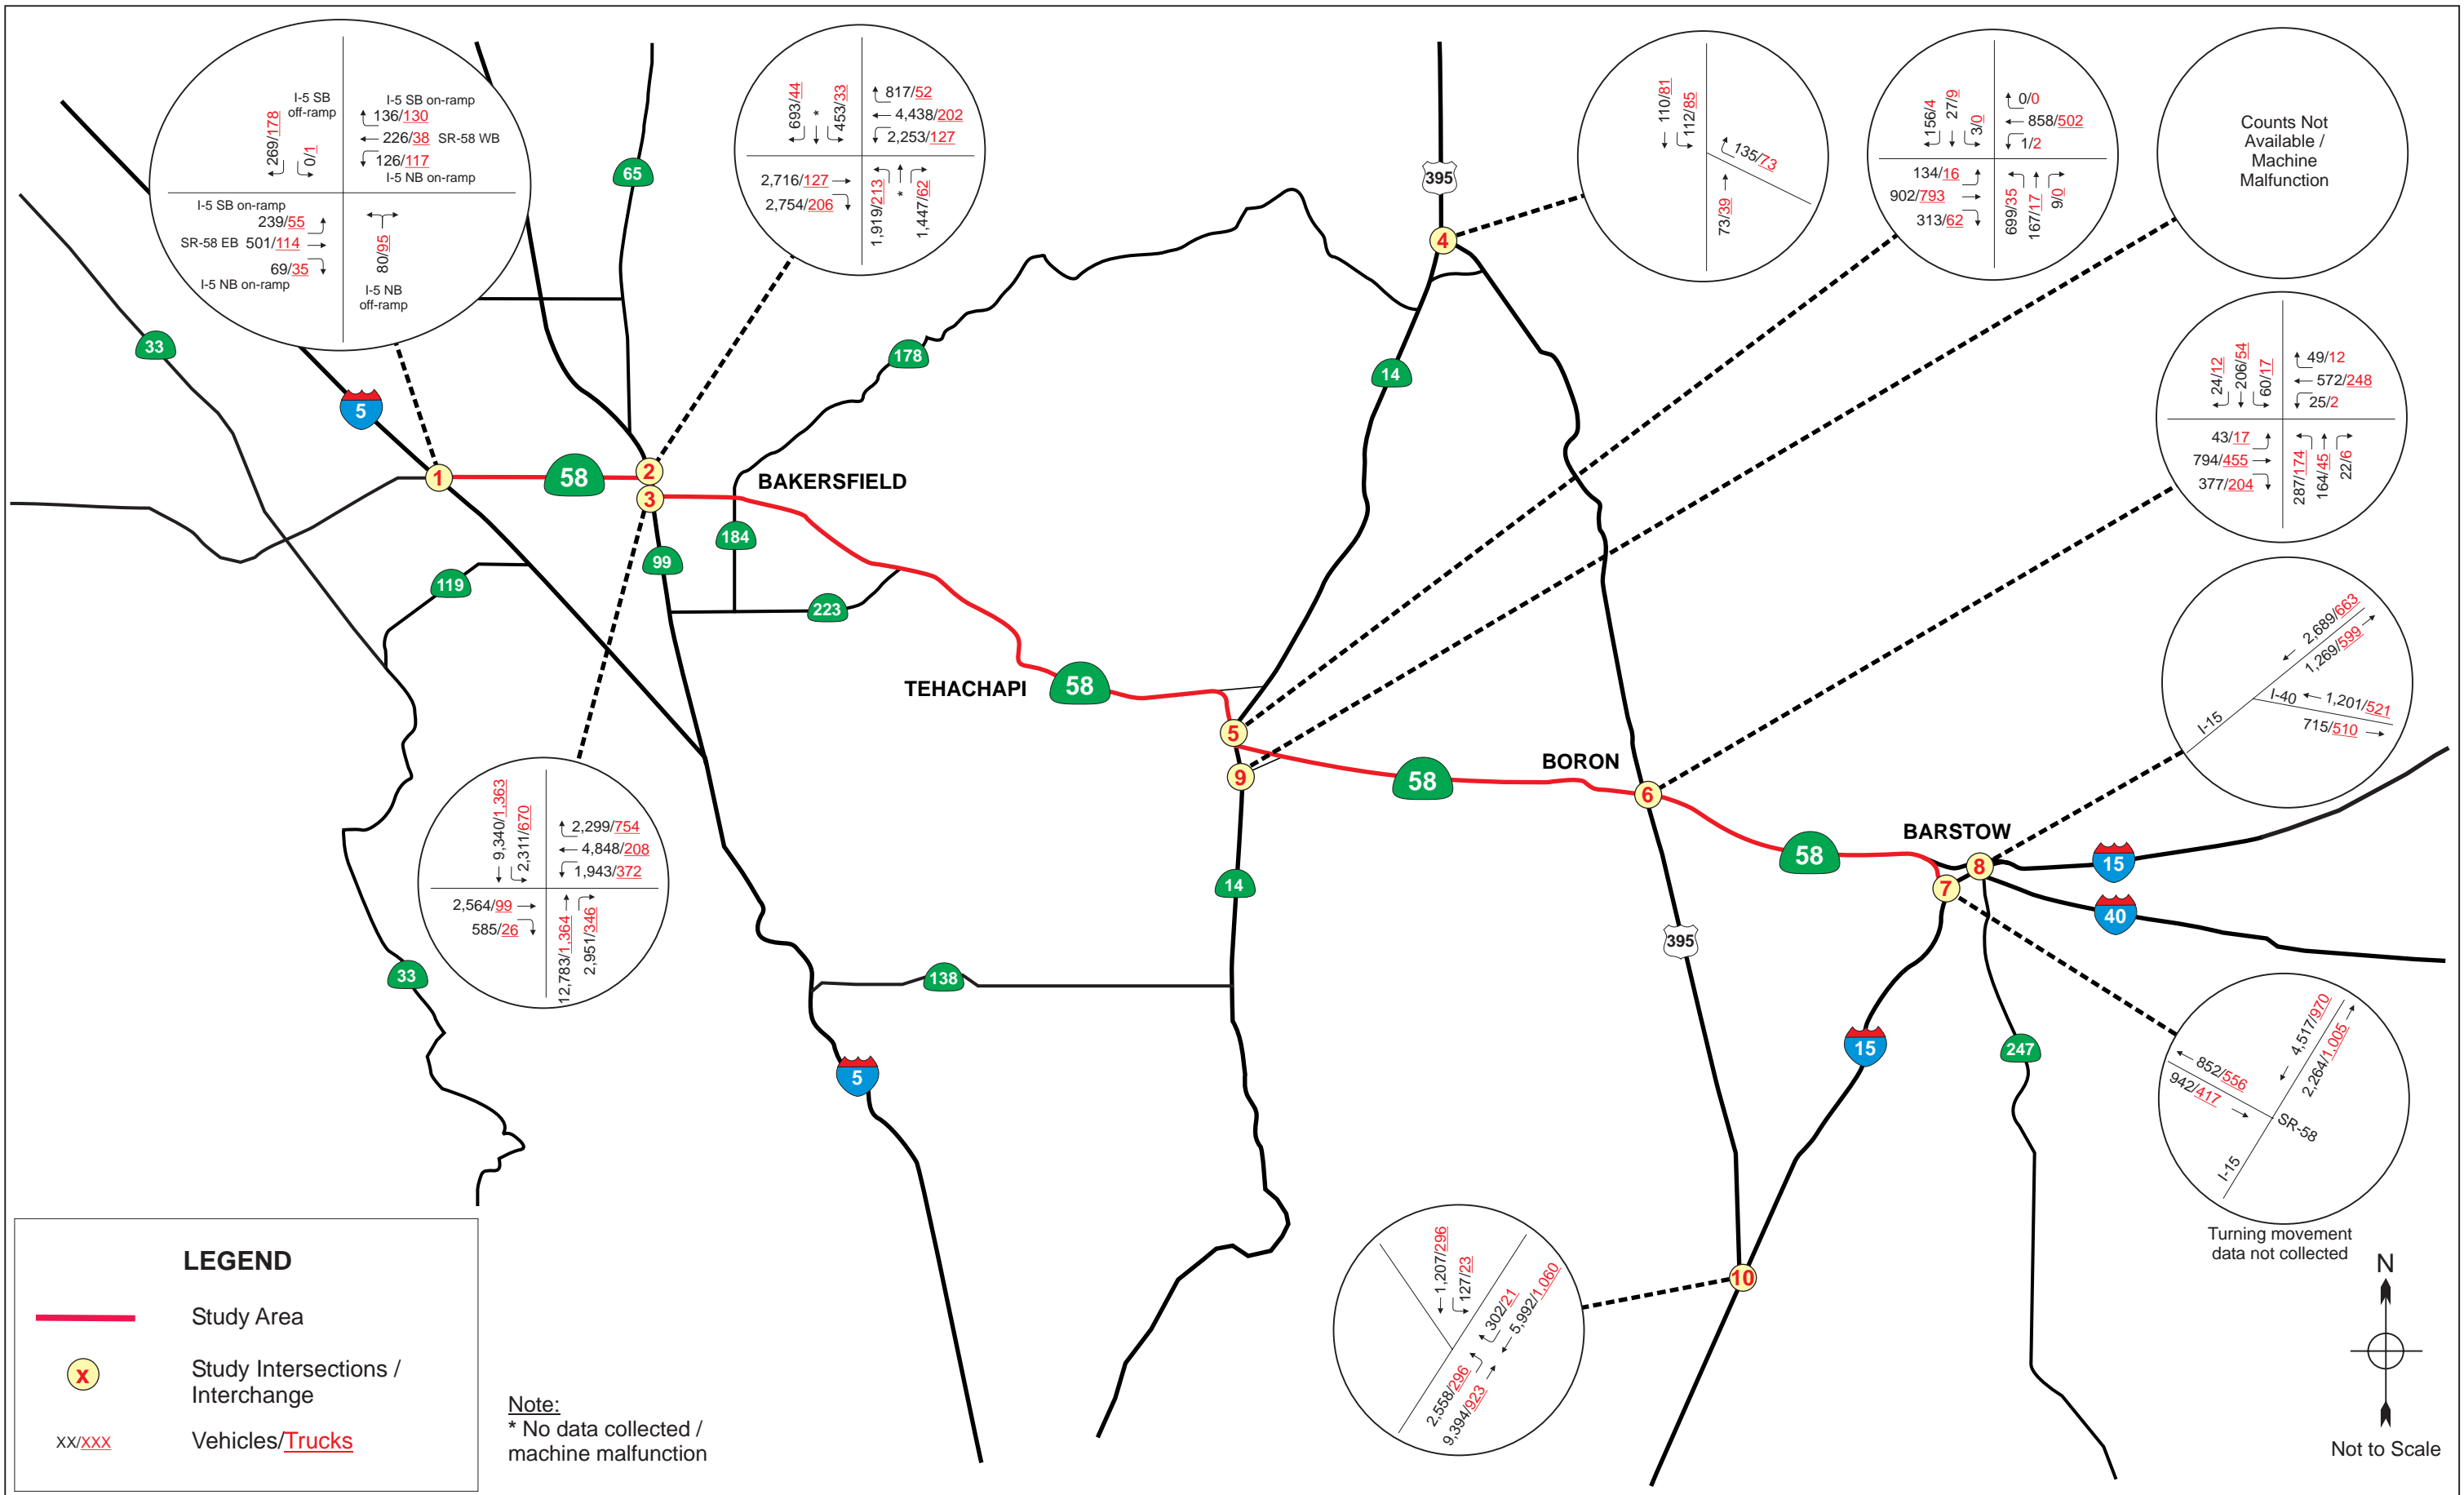 I-5 SB
off-ramp
269/178
0/1
I-5 SB on-ramp
136/130
226/38 SR-58 WB
126/117
I-5 NB on-ramp
I-5 SB on-ramp
239/55
SR-58 EB 501/114
69/35
I-5 NB on-ramp
80/95
I-5 NB
off-ramp
693/44
*
453/33
817/52
4,438/202
2,253/127
2,716/127
2,754/206
1,919/213
*
1,447/62
110/81
112/85
135/73
73/39
156/4
27/9
3/0
0/0
858/502
1/2
134/16
902/793
313/62
699/35
167/17
9/0
Counts Not
Available /
Machine
Malfunction
24/12
206/54
60/17
49/12
572/248
25/2
43/17
794/455
377/204
287/174
164/45
22/6
2,689/663
1,269/599
I-40
1,201/521
715/510
I-15
9,340/1,363
2,311/670
2,299/754
4,848/208
1,943/372
2,564/99
585/26
12,783/1,364
2,951/346
4,517/970
2,264/1,005
852/556
942/417
SR-58
I-15
Turning movement
data not collected
1,207/296
127/23
302/21
5,992/1,060
2,558/296
9,394/923
65
395
4
33
178
14
5
1
58
2
3
BAKERSFIELD
184
99
119
223
TEHACHAPI
58
5
9
58
BORON
6
BARSTOW
58
8
7
15
40
14
395
33
138
5
15
247
10
LEGEND
Study Area
x
Study Intersections /
Interchange
XX/XXX
Vehicles/Trucks
Note:
* No data collected /
machine malfunction
N
Not to Scale